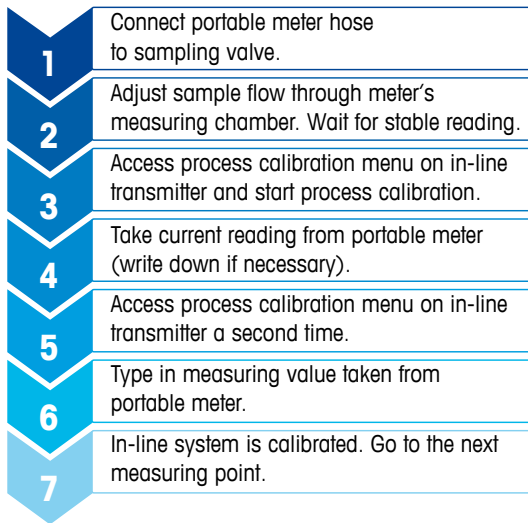 1
Connect portable meter hose
to sampling valve.
2
Adjust sample flow through meter′s
measuring chamber. Wait for stable reading.
3
Access process calibration menu on in-line
transmitter and start process calibration.
4
Take current reading from portable meter
(write down if necessary).
5
Access process calibration menu on in-line
transmitter a second time.
6
Type in measuring value taken from
portable meter.
7
In-line system is calibrated. Go to the next
measuring point.